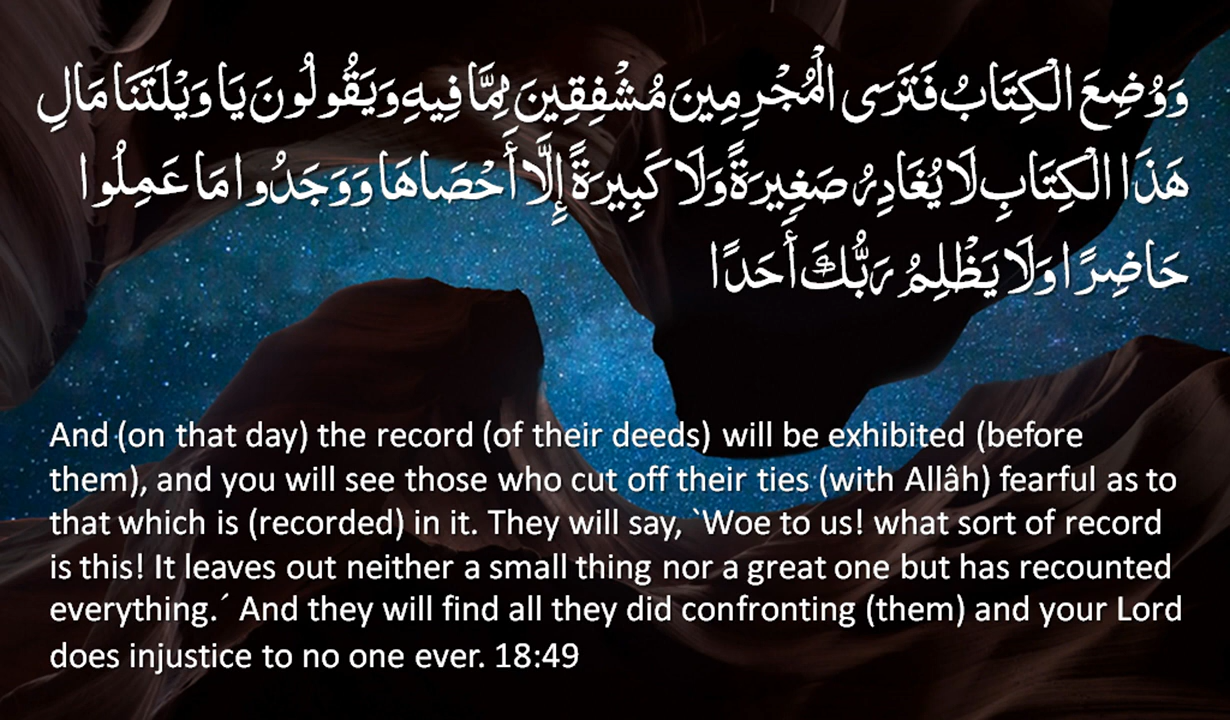 وَوُضِعَ الْكِتَابُ فَتَرَى الْمُجْرِمِينَ مُشْفِقِينَ مِمَّا فِيهِ وَيَقُولُونَ يَا وَيْلَتَنَا مَالِ
هَذَا الْكِتَابِ لَا يُغَادِرُ صَغِيرَةً وَلَا كَبِيرَةً إِلَّا أَحْصَاهَا وَوَجَدُوا مَا عَمِلُوا
حَاضِرًا وَلَا يَظْلِمُ رَبُّكَ أَحَدًا
And (on that day) the record (of their deeds) will be exhibited (before
them), and you will see those who cut off their ties (with Allâh) fearful as to
that which is (recorded) in it. They will say, `Woe to us! what sort of record
is this! It leaves out neither a small thing nor a great one but has recounted
everything.´ And they will find all they did confronting (them) and your Lord
does injustice to no one ever. 18:49